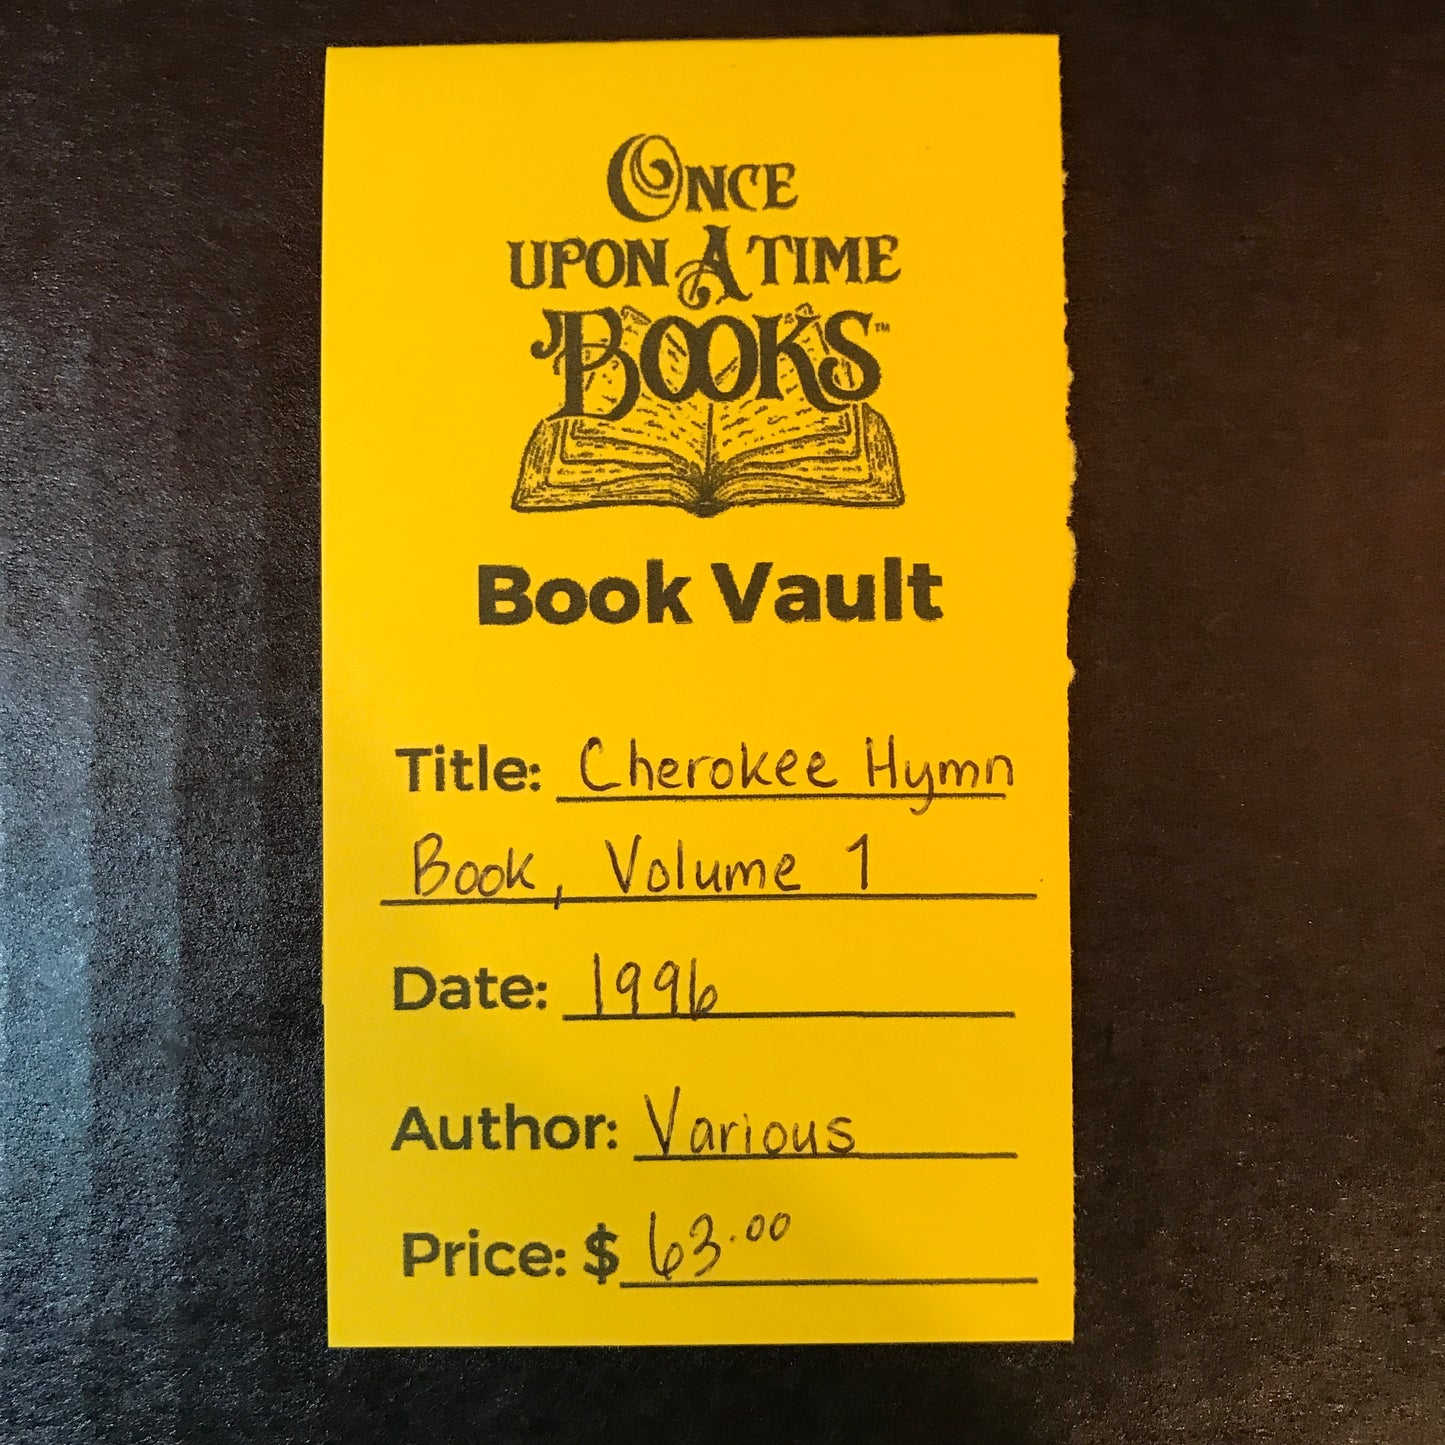 ONCE
UPON A TIME
BOOKS™
Book Vault
Title: Cherokee Hymn
Book, Volume 1
Date: 1996
Author: Various
Price: $ 63.00